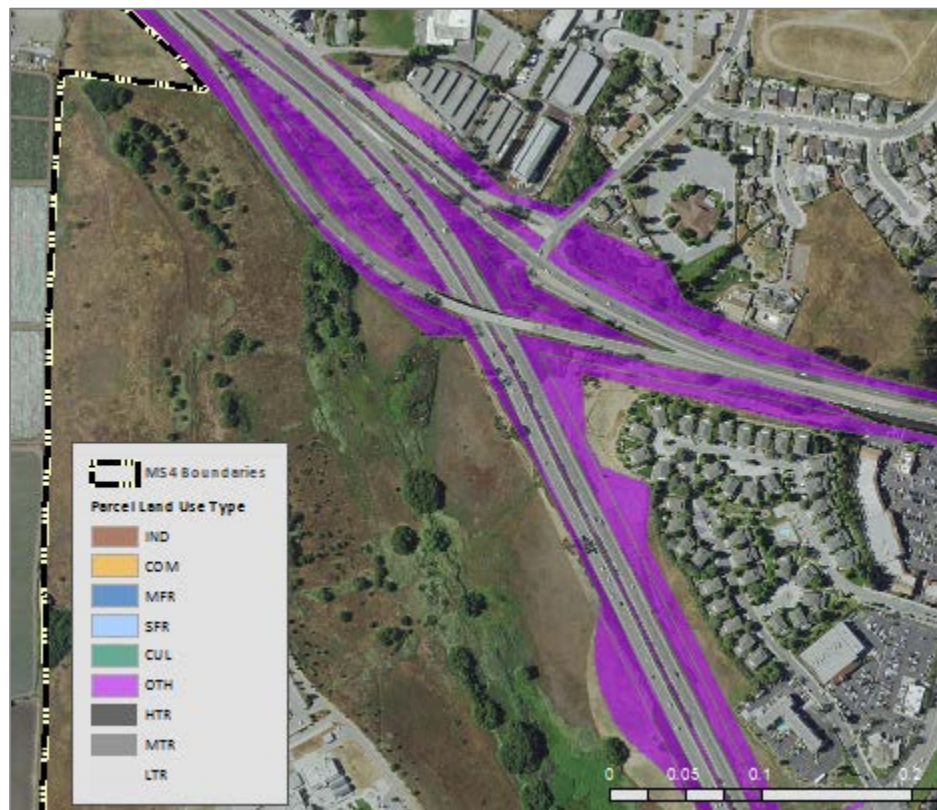 MS4 Boundaries
Parcel Land Use Type
IND
COM
MFR
SFR
CUL
OTH
HTR
MTR
LTR
0 0.05 0.1 0.2